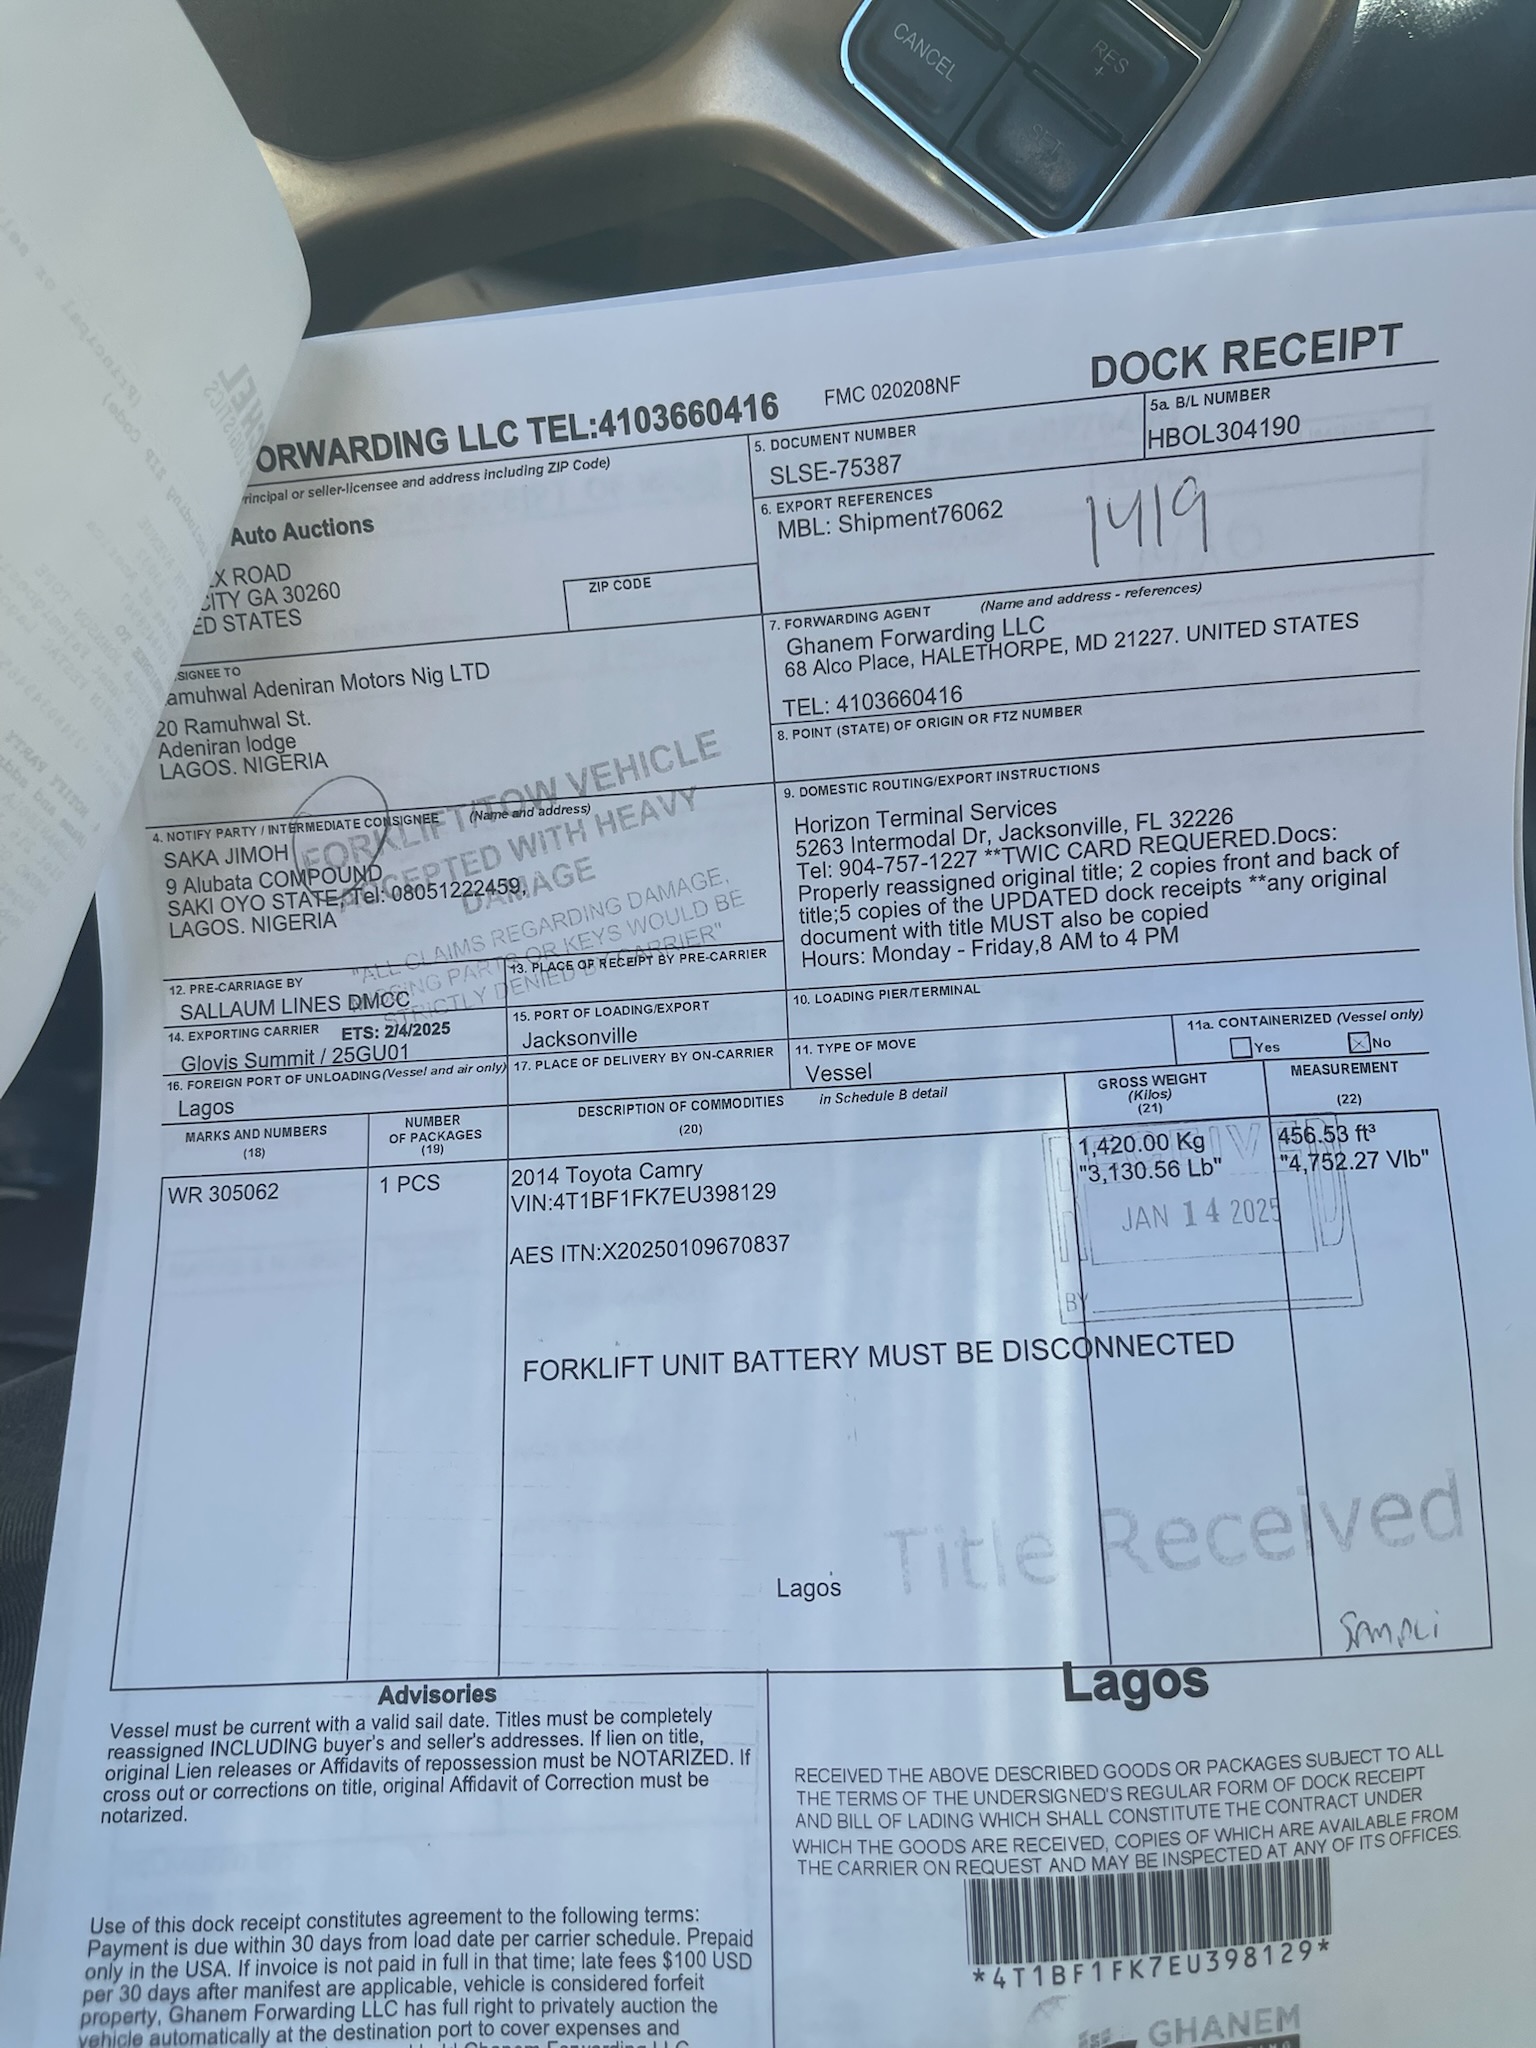 CANCEL
RES
+
SET
DOCK RECEIPT
ORWARDING LLC TEL:4103660416
FMC 020208NF
rincipal or seller-licensee and address including ZIP Code)
Auto Auctions
X ROAD
CITY GA 30260
ED STATES
ZIP CODE
5. DOCUMENT NUMBER
SLSE-75387
5a. B/L NUMBER
HBOL304190
6. EXPORT REFERENCES
MBL: Shipment76062
1419
SIGNEE TO
amuhwal Adeniran Motors Nig LTD
20 Ramuhwal St.
Adeniran lodge
LAGOS. NIGERIA
7. FORWARDING AGENT (Name and address - references)
Ghanem Forwarding LLC
68 Alco Place, HALETHORPE, MD 21227. UNITED STATES
TEL: 4103660416
8. POINT (STATE) OF ORIGIN OR FTZ NUMBER
4. NOTIFY PARTY / INTERMEDIATE CONSIGNEE (Name and address)
SAKA JIMOH
9 Alubata COMPOUND
SAKI OYO STATE, Tel: 08051222459,
LAGOS. NIGERIA
FORKLIFT/TOW VEHICLE
ACCEPTED WITH HEAVY
DAMAGE
"ALL CLAIMS REGARDING DAMAGE,
MISSING PARTS OR KEYS WOULD BE
STRICTLY DENIED BY CARRIER"
9. DOMESTIC ROUTING/EXPORT INSTRUCTIONS
Horizon Terminal Services
5263 Intermodal Dr, Jacksonville, FL 32226
Tel: 904-757-1227 **TWIC CARD REQUERED.Docs:
Properly reassigned original title; 2 copies front and back of
title;5 copies of the UPDATED dock receipts **any original
document with title MUST also be copied
Hours: Monday - Friday,8 AM to 4 PM
12. PRE-CARRIAGE BY
SALLAUM LINES DMCC
13. PLACE OF RECEIPT BY PRE-CARRIER
14. EXPORTING CARRIER ETS: 2/4/2025
Glovis Summit / 25GU01
15. PORT OF LOADING/EXPORT
Jacksonville
10. LOADING PIER/TERMINAL
16. FOREIGN PORT OF UNLOADING (Vessel and air only)
Lagos
17. PLACE OF DELIVERY BY ON-CARRIER
11. TYPE OF MOVE
Vessel
11a. CONTAINERIZED (Vessel only)
Yes No
MARKS AND NUMBERS
(18)
NUMBER
OF PACKAGES
(19)
DESCRIPTION OF COMMODITIES in Schedule B detail
(20)
GROSS WEIGHT
(Kilos)
(21)
MEASUREMENT
(22)
WR 305062
1 PCS
2014 Toyota Camry
VIN:4T1BF1FK7EU398129
AES ITN:X20250109670837
1,420.00 Kg
"3,130.56 Lb"
456.53 ft³
"4,752.27 Vlb"
RECEIVED
JAN 14 2025
BY
FORKLIFT UNIT BATTERY MUST BE DISCONNECTED
Title Received
Lagos
Lagos
Advisories
Vessel must be current with a valid sail date. Titles must be completely
reassigned INCLUDING buyer's and seller's addresses. If lien on title,
original Lien releases or Affidavits of repossession must be NOTARIZED. If
cross out or corrections on title, original Affidavit of Correction must be
notarized.
Use of this dock receipt constitutes agreement to the following terms:
Payment is due within 30 days from load date per carrier schedule. Prepaid
only in the USA. If invoice is not paid in full in that time; late fees $100 USD
per 30 days after manifest are applicable, vehicle is considered forfeit
property, Ghanem Forwarding LLC has full right to privately auction the
vehicle automatically at the destination port to cover expenses and
RECEIVED THE ABOVE DESCRIBED GOODS OR PACKAGES SUBJECT TO ALL
THE TERMS OF THE UNDERSIGNED'S REGULAR FORM OF DOCK RECEIPT
AND BILL OF LADING WHICH SHALL CONSTITUTE THE CONTRACT UNDER
WHICH THE GOODS ARE RECEIVED, COPIES OF WHICH ARE AVAILABLE FROM
THE CARRIER ON REQUEST AND MAY BE INSPECTED AT ANY OF ITS OFFICES.
*4T1BF1FK7EU398129*
GHANEM